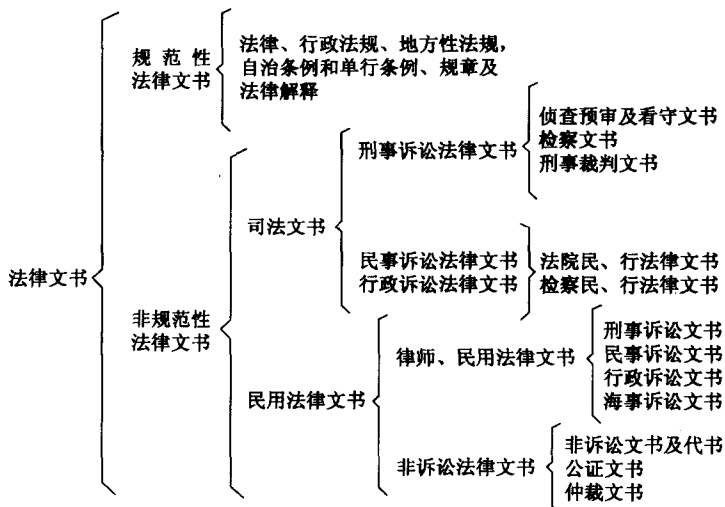 法律文书
规范性
法律文书
法律、行政法规、地方性法规，
自治条例和单行条例、规章及
法律解释
非规范性
法律文书
司法文书
刑事诉讼法律文书
侦查预审及看守文书
检察文书
刑事裁判文书
民事诉讼法律文书
行政诉讼法律文书
法院民、行法律文书
检察民、行法律文书
民用法律文书
律师、民用法律文书
刑事诉讼文书
民事诉讼文书
行政诉讼文书
海事诉讼文书
非诉讼法律文书
非诉讼文书及代书
公证文书
仲裁文书